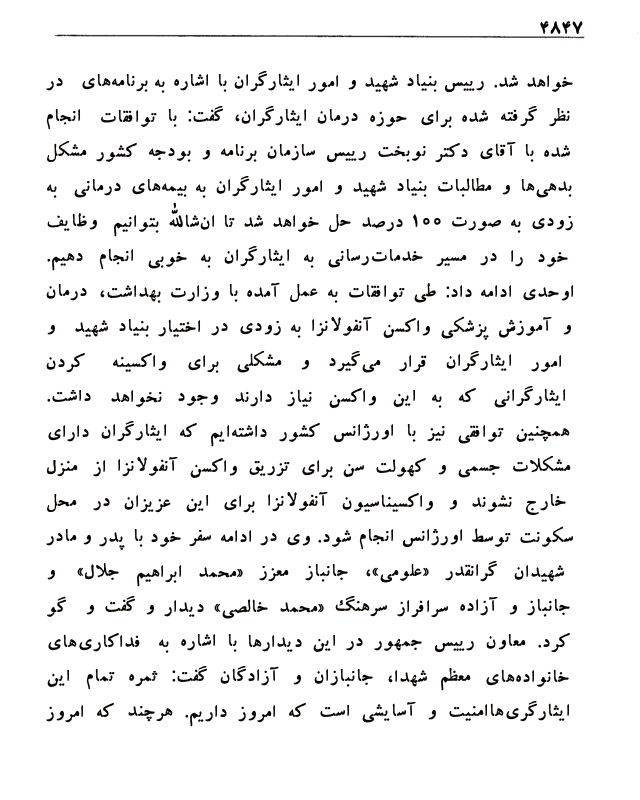 ۴۸۴۷
خواهد شد. رییس بنیاد شهید و امور ایثارگران با اشاره به برنامه‌های در
نظر گرفته شده برای حوزه درمان ایثارگران، گفت: با توافقات انجام
شده با آقای دکتر نوبخت رییس سازمان برنامه و بودجه کشور مشکل
بدهی‌ها و مطالبات بنیاد شهید و امور ایثارگران به بیمه‌های درمانی به
زودی به صورت ۱۰۰ درصد حل خواهد شد تا ان‌شاالله بتوانیم وظایف
خود را در مسیر خدمات‌رسانی به ایثارگران به خوبی انجام دهیم.
اوحدی ادامه داد: طی توافقات به عمل آمده با وزارت بهداشت، درمان
و آموزش پزشکی واکسن آنفولانزا به زودی در اختیار بنیاد شهید و
امور ایثارگران قرار می‌گیرد و مشکلی برای واکسینه کردن
ایثارگرانی که به این واکسن نیاز دارند وجود نخواهد داشت.
همچنین توافقی نیز با اورژانس کشور داشته‌ایم که ایثارگران دارای
مشکلات جسمی و کهولت سن برای تزریق واکسن آنفولانزا از منزل
خارج نشوند و واکسیناسیون آنفولانزا برای این عزیزان در محل
سکونت توسط اورژانس انجام شود. وی در ادامه سفر خود با پدر و مادر
شهیدان گرانقدر «علومی»، جانباز معزز «محمد ابراهیم جلال» و
جانباز و آزاده سرافراز سرهنگ «محمد خالصی» دیدار و گفت و گو
کرد. معاون رییس جمهور در این دیدارها با اشاره به فداکاری‌های
خانواده‌های معظم شهدا، جانبازان و آزادگان گفت: ثمره تمام این
ایثارگری‌هاامنیت و آسایشی است که امروز داریم. هرچند که امروز